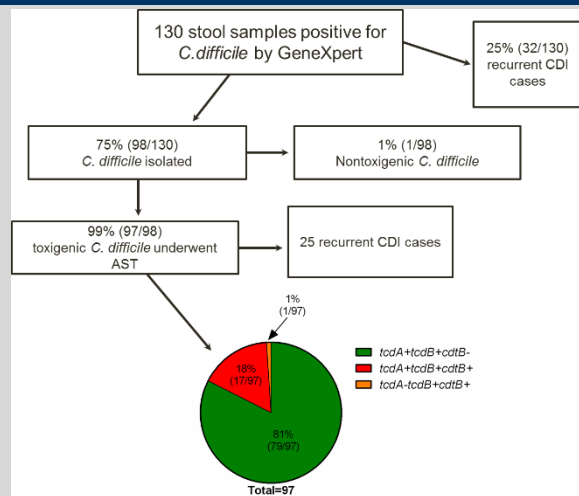 130 stool samples positive for
C.difficile by GeneXpert
25% (32/130)
recurrent CDI
cases
75% (98/130)
C. difficile isolated
1% (1/98)
Nontoxigenic C. difficile
99% (97/98)
toxigenic C. difficile underwent
AST
25 recurrent CDI cases
1%
(1/97)
18%
(17/97)
81%
(79/97)
Total=97
tcdA+tcdB+cdtB-
tcdA+tcdB+cdtB+
tcdA-tcdB+cdtB+